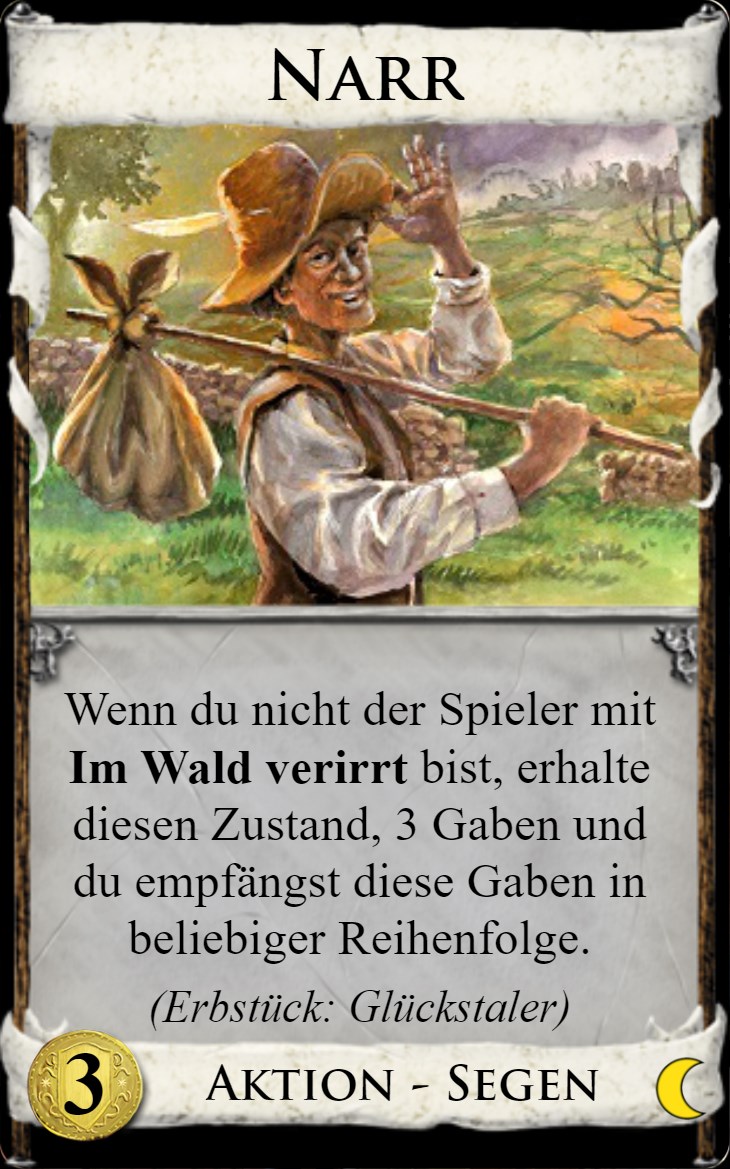 Narr
Wenn du nicht der Spieler mit
Im Wald verirrt bist, erhalte
diesen Zustand, 3 Gaben und
du empfängst diese Gaben in
beliebiger Reihenfolge.
(Erbstück: Glückstaler)
3 Aktion - Segen